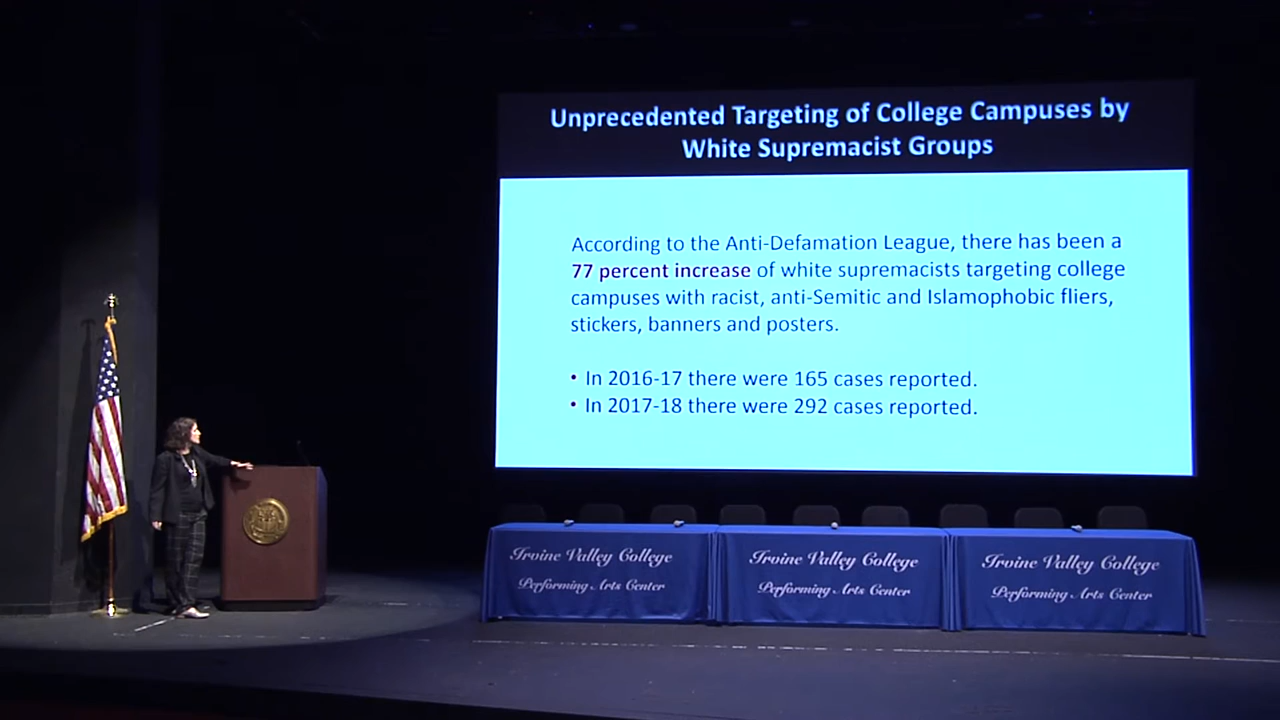 Unprecedented Targeting of College Campuses by
White Supremacist Groups
According to the Anti-Defamation League, there has been a
77 percent increase of white supremacists targeting college
campuses with racist, anti-Semitic and Islamophobic fliers,
stickers, banners and posters.
• In 2016-17 there were 165 cases reported.
• In 2017-18 there were 292 cases reported.
Irvine Valley College
Performing Arts Center
Irvine Valley College
Performing Arts Center
Irvine Valley College
Performing Arts Center